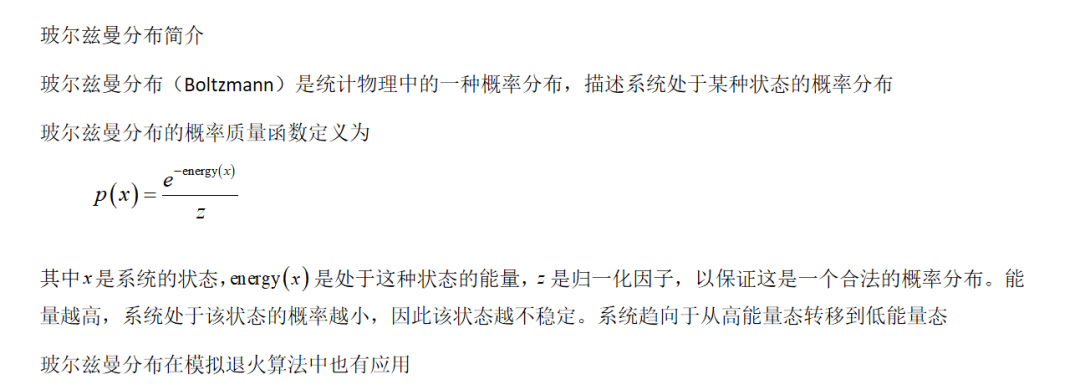 玻尔兹曼分布简介
玻尔兹曼分布（Boltzmann）是统计物理中的一种概率分布，描述系统处于某种状态的概率分布
玻尔兹曼分布的概率质量函数定义为
p(x) = e^{-energy(x)} / z
其中 x 是系统的状态，energy(x) 是处于这种状态的能量，z 是归一化因子，以保证这是一个合法的概率分布。能
量越高，系统处于该状态的概率越小，因此该状态越不稳定。系统趋向于从高能量态转移到低能量态
玻尔兹曼分布在模拟退火算法中也有应用